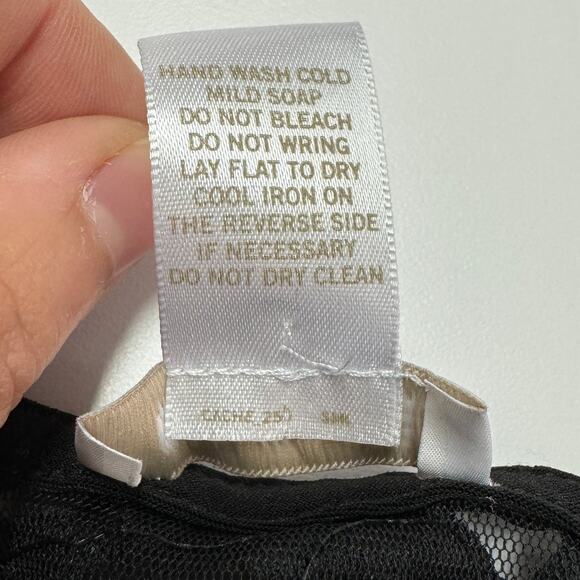 HAND WASH COLD
MILD SOAP
DO NOT BLEACH
DO NOT WRING
LAY FLAT TO DRY
COOL IRON ON
THE REVERSE SIDE
IF NECESSARY
DO NOT DRY CLEAN
CACHE